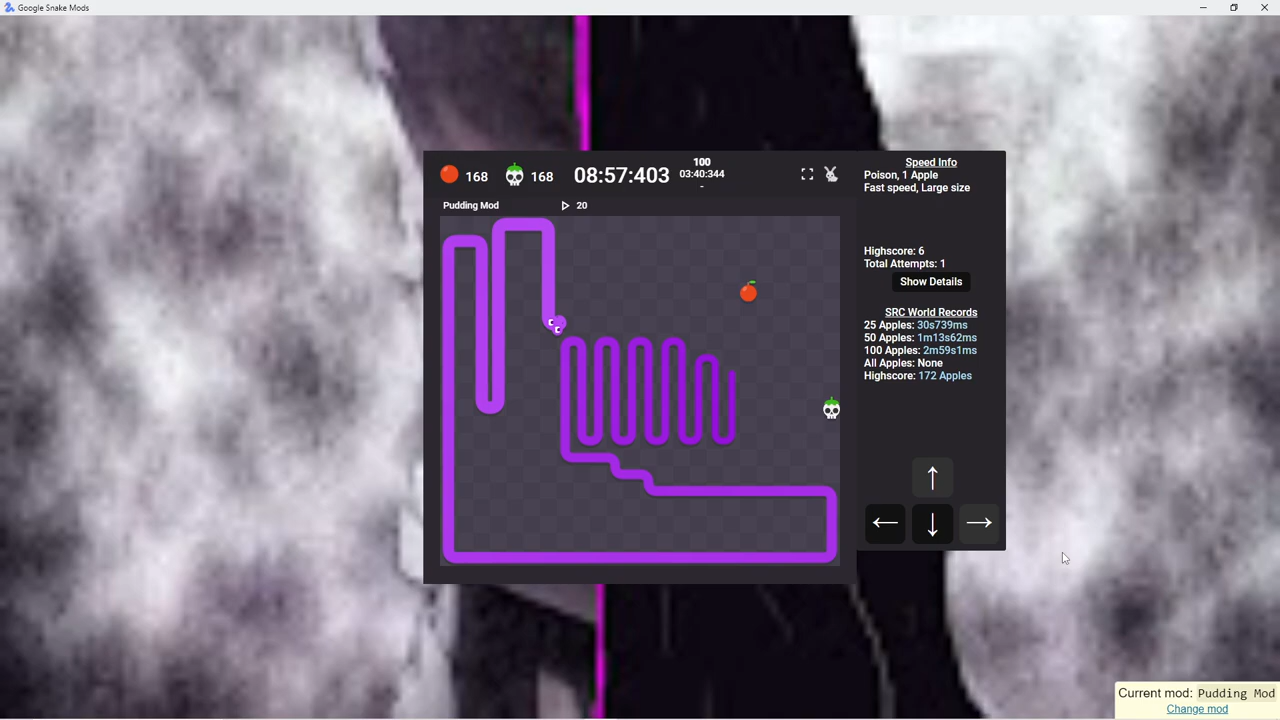 Google Snake Mods
168
168
08:57:403
100
03:40:344
-
Pudding Mod
20
Speed Info
Poison, 1 Apple
Fast speed, Large size
Highscore: 6
Total Attempts: 1
Show Details
SRC World Records
25 Apples: 30s739ms
50 Apples: 1m13s62ms
100 Apples: 2m59s1ms
All Apples: None
Highscore: 172 Apples
Current mod: Pudding Mod
Change mod